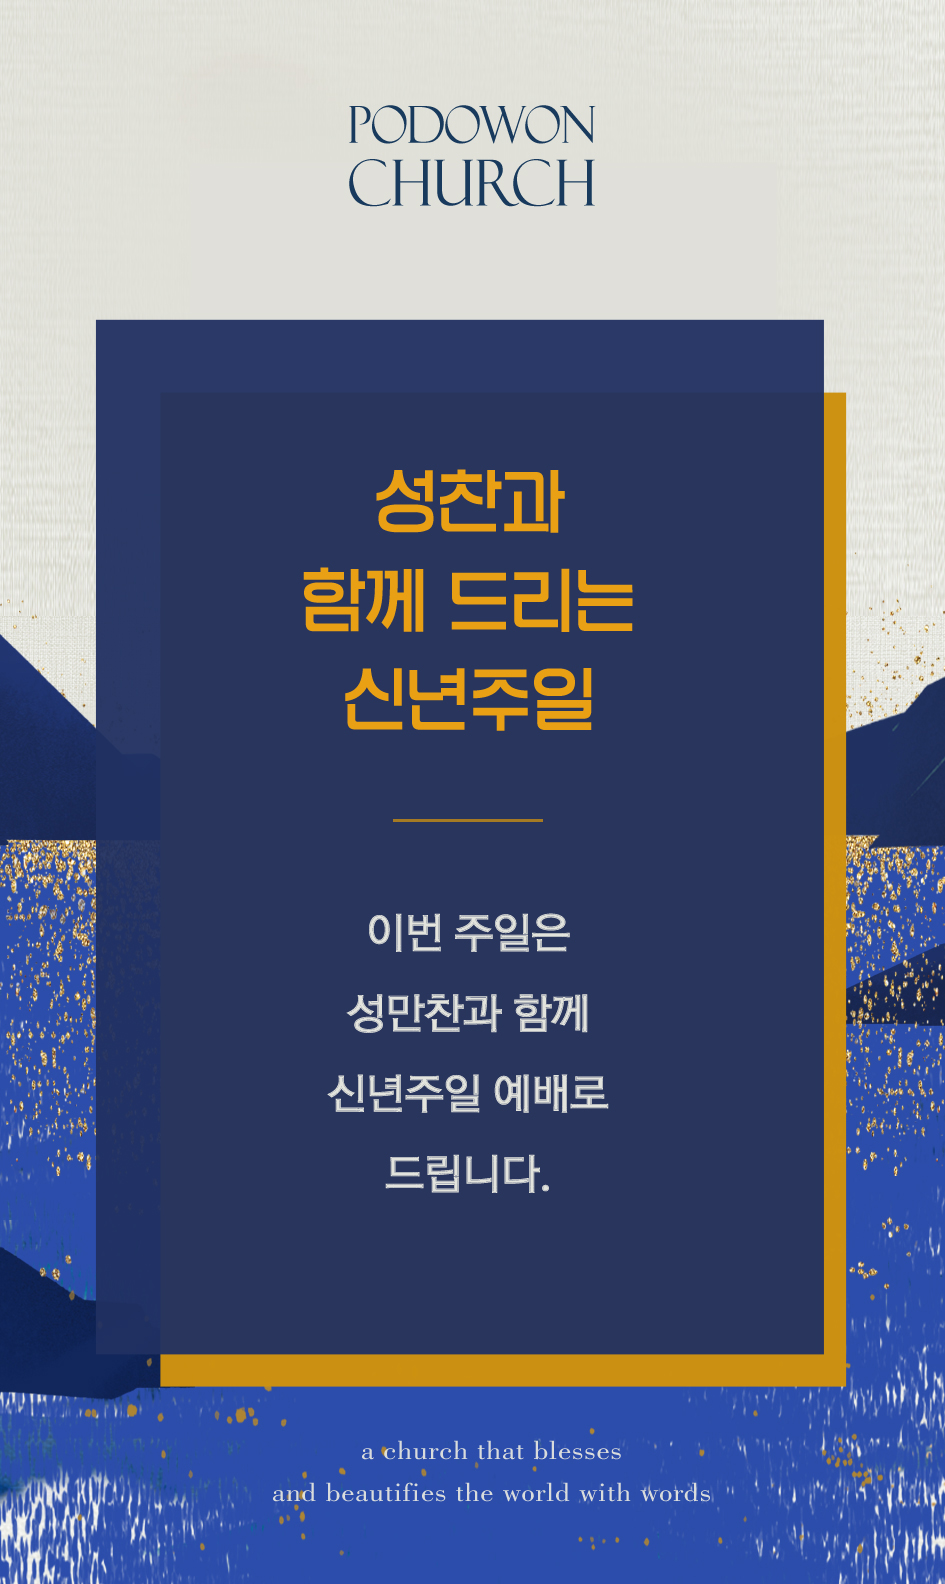 PODOWON
CHURCH
성찬과
함께 드리는
신년주일
이번 주일은
성만찬과 함께
신년주일 예배로
드립니다.
a church that blesses
and beautifies the world with words